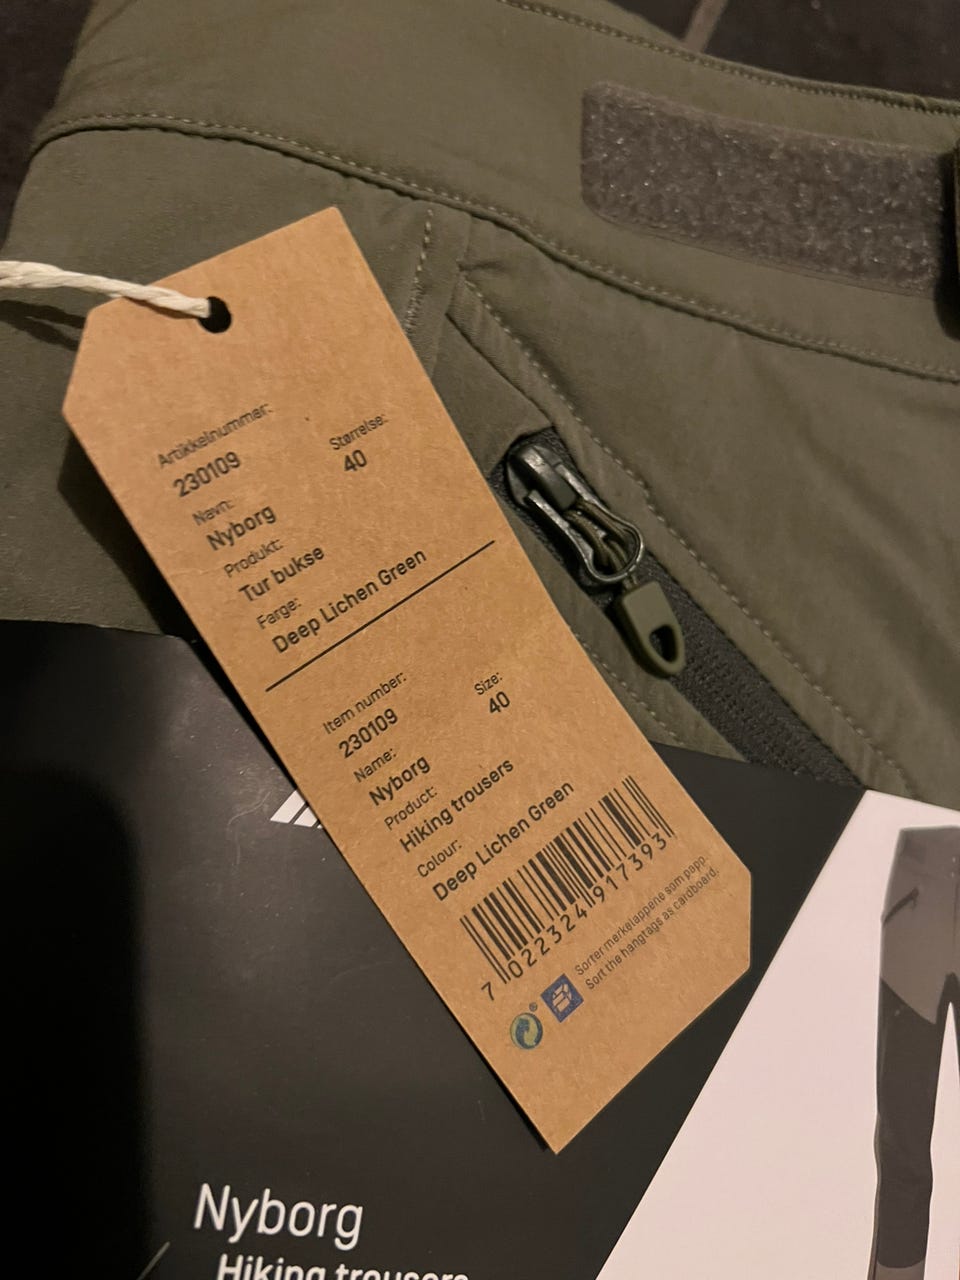 Artikkelnummer:
230109
Størrelse:
40
Navn:
Nyborg
Produkt:
Tur bukse
Farge:
Deep Lichen Green
Item number:
230109
Size:
40
Name:
Nyborg
Product:
Hiking trousers
Colour:
Deep Lichen Green
7 022324 917393
Sorter merkelappene som papp.
Sort the hangtags as cardboard.
Nyborg
Hiking trousers